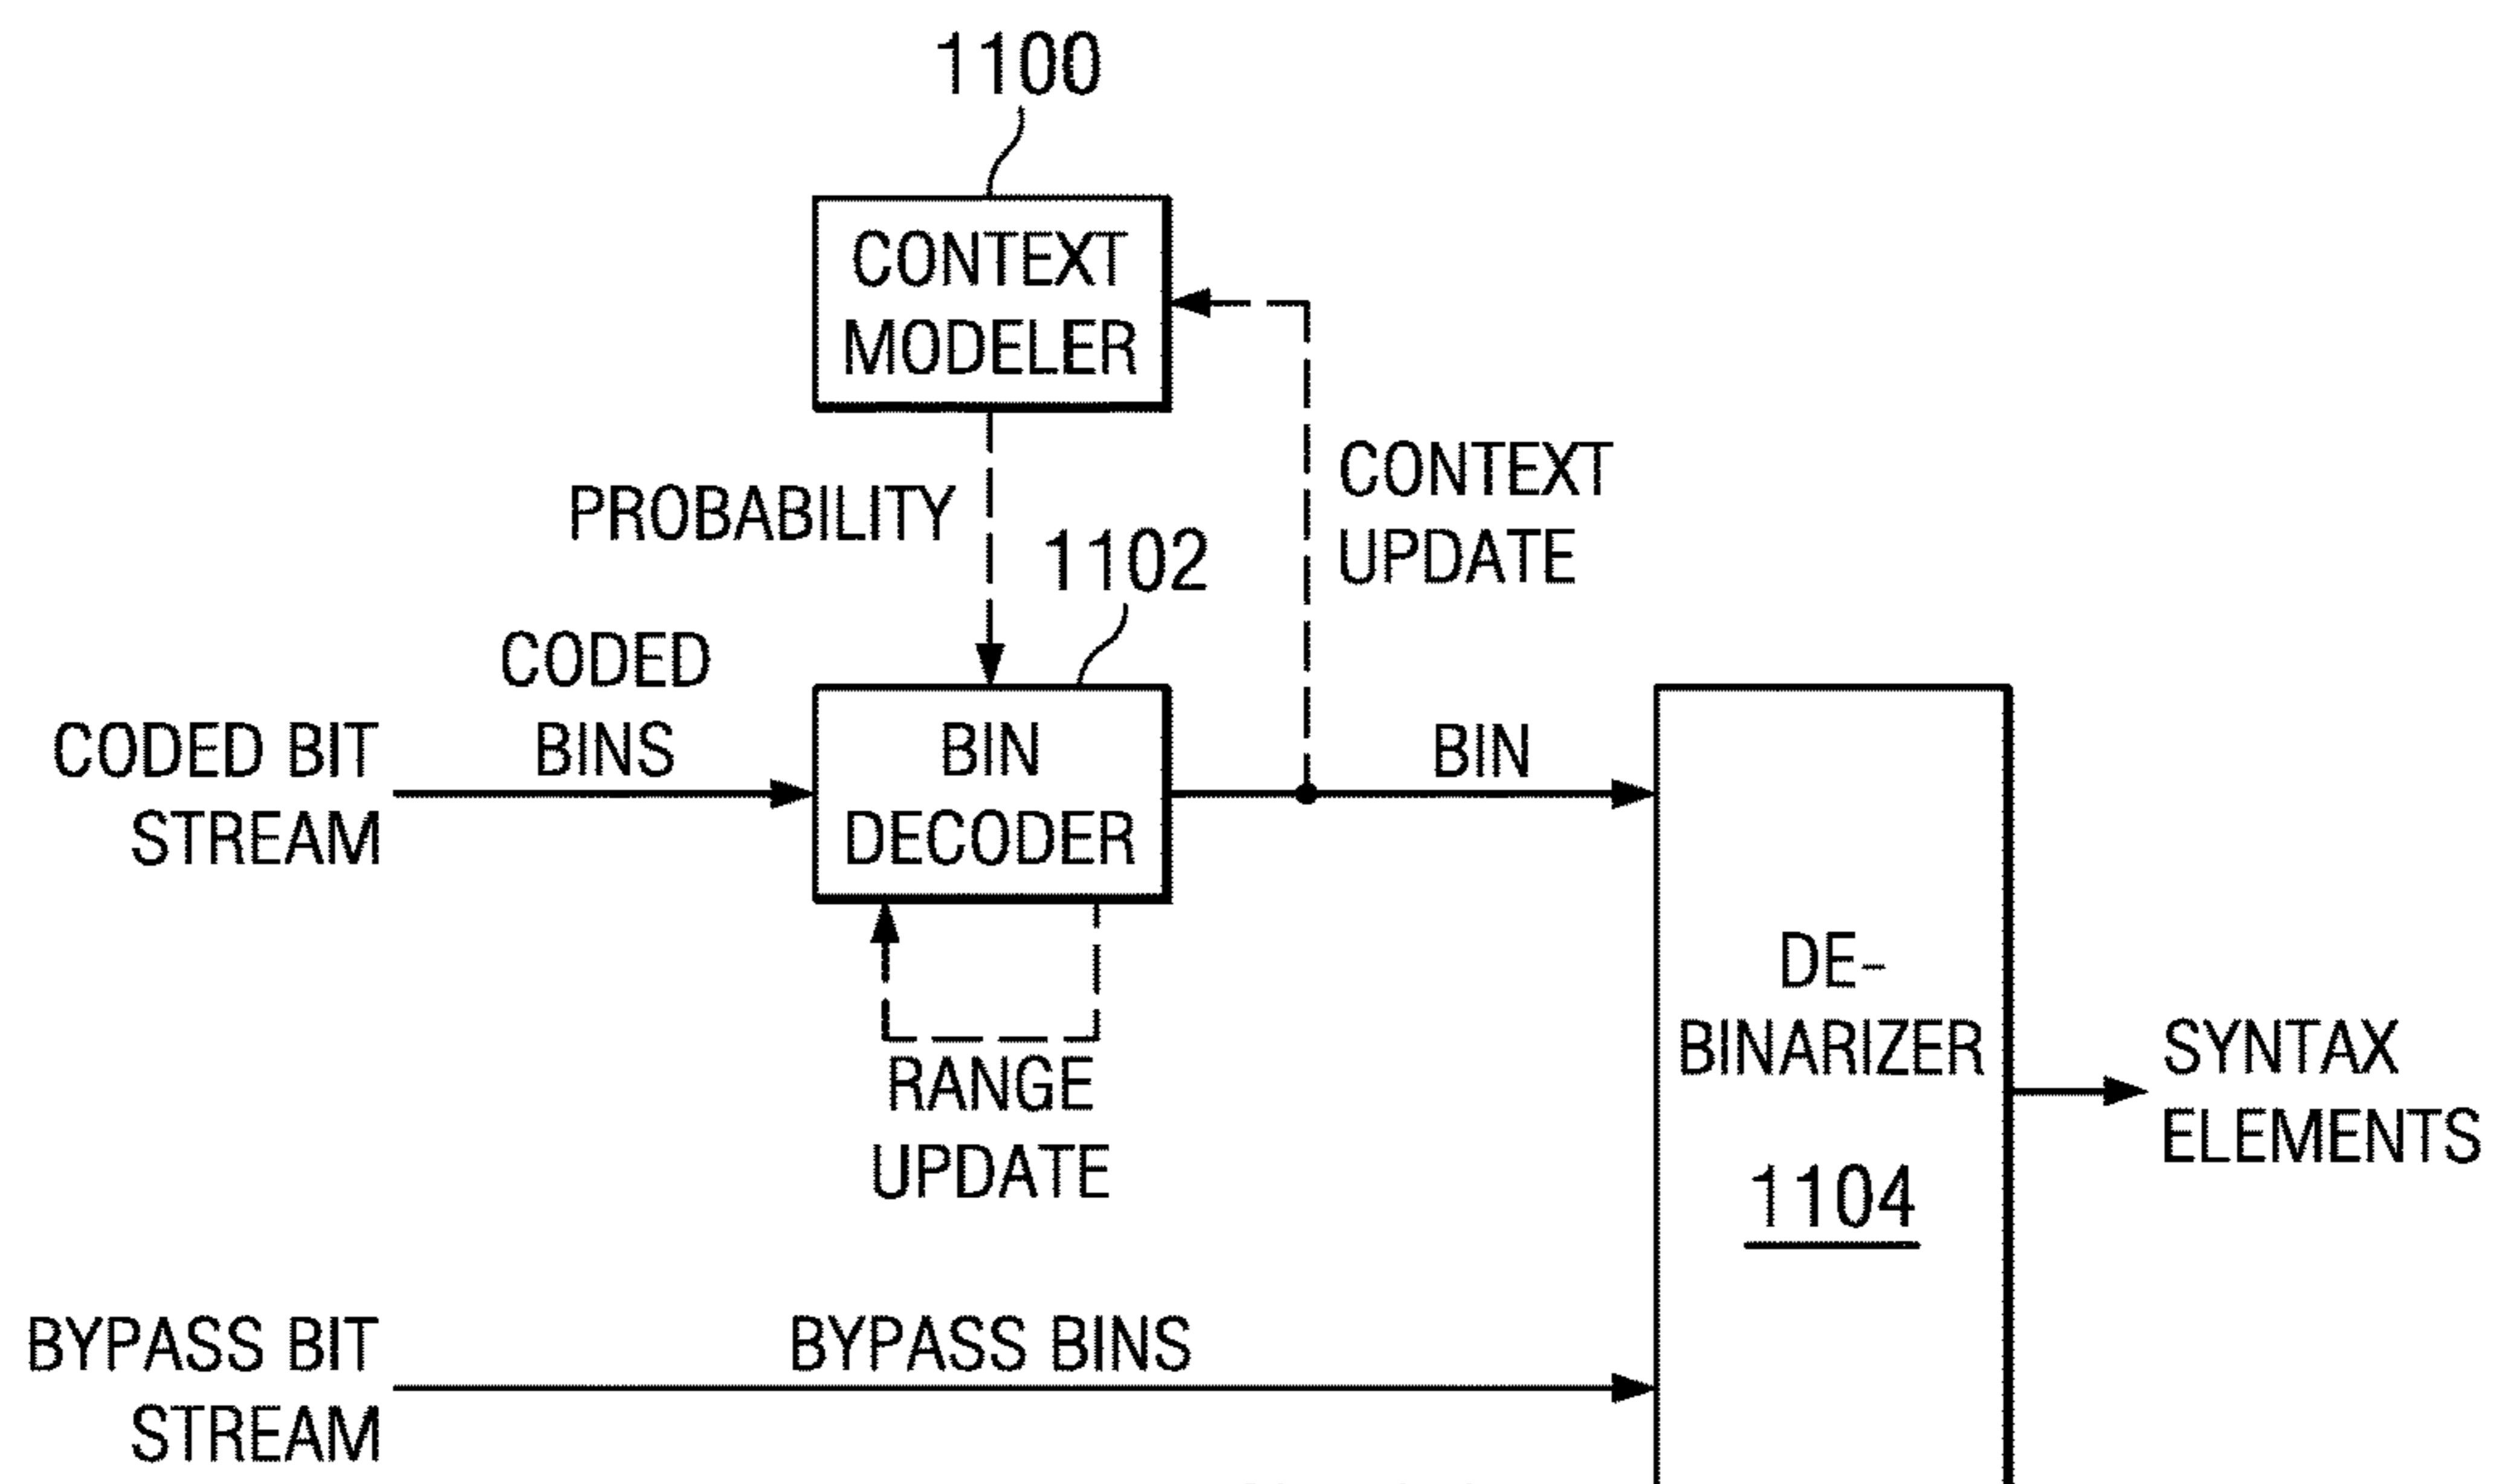 1100
CONTEXT
MODELER
CONTEXT
UPDATE
PROBABILITY
1102
CODED
BINS
CODED BIT
STREAM
BIN
DECODER
BIN
RANGE
UPDATE
DE-
BINARIZER
1104
SYNTAX
ELEMENTS
BYPASS BIT
STREAM
BYPASS BINS